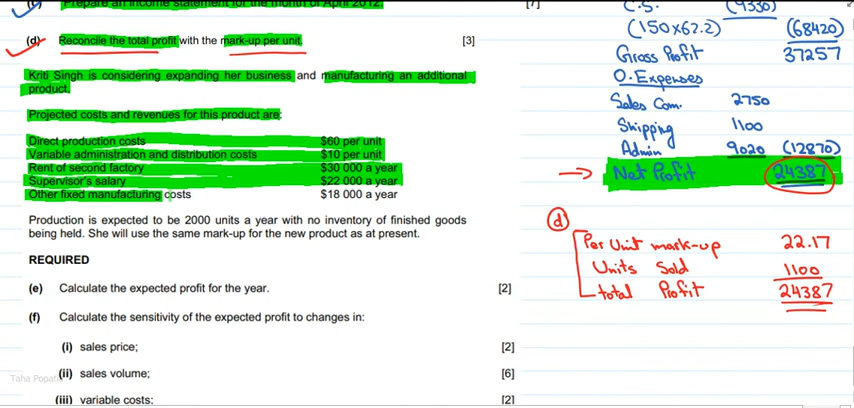 (c) Prepare an income statement for the month of April 2012. [7]
(d) Reconcile the total profit with the mark-up per unit. [3]
Kriti Singh is considering expanding her business and manufacturing an additional
product.
Projected costs and revenues for this product are:
Direct production costs $60 per unit
Variable administration and distribution costs $10 per unit
Rent of second factory $30 000 a year
Supervisor's salary $22 000 a year
Other fixed manufacturing costs $18 000 a year
Production is expected to be 2000 units a year with no inventory of finished goods
being held. She will use the same mark-up for the new product as at present.
REQUIRED
(e) Calculate the expected profit for the year. [2]
(f) Calculate the sensitivity of the expected profit to changes in:
(i) sales price; [2]
(ii) sales volume; [6]
(iii) variable costs; [2]
Taha Popatia
C.S. (9330)
(150x62.2) (68420)
Gross Profit 37257
O.Expenses
Sales Com. 2750
Shipping 1100
Admin 9020 (12870)
→ Net Profit 24387
(d)
Per Unit mark-up 22.17
Units Sold 1100
total Profit 24387